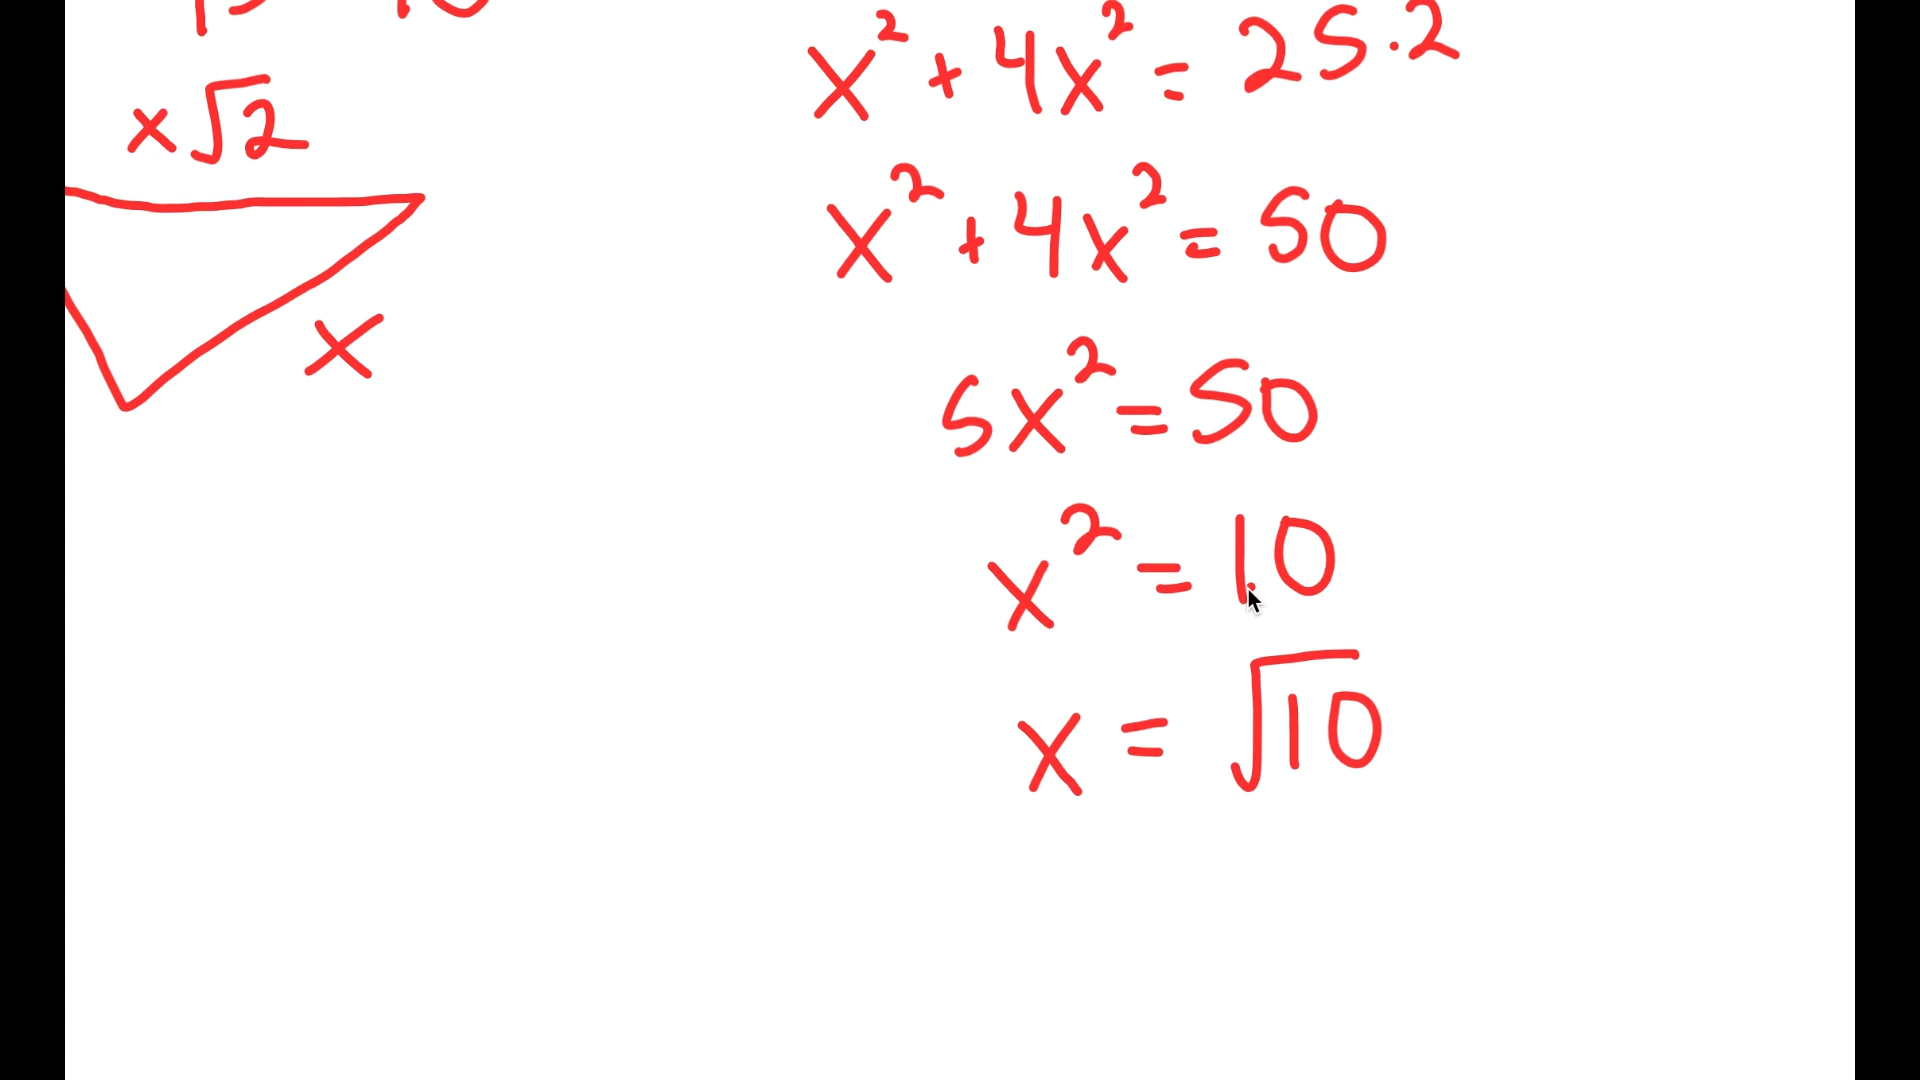 x² + 4x² = 25·2
x√2
x² + 4x² = 50
x
5x² = 50
x² = 10
x = √10